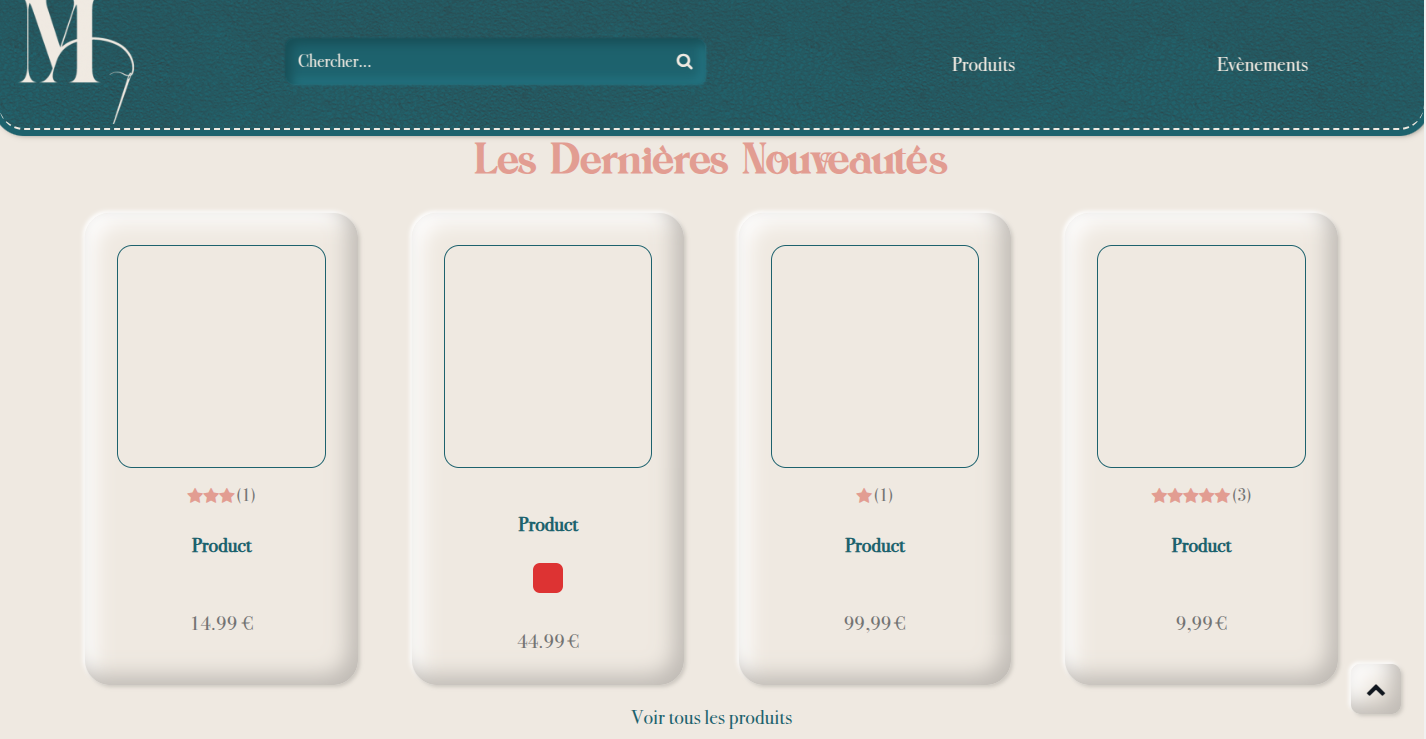 M
Chercher...
Produits
Evènements
Les Dernières Nouveautés
(1)
Product
14.99 €
Product
44.99 €
(1)
Product
99,99 €
(3)
Product
9,99 €
Voir tous les produits